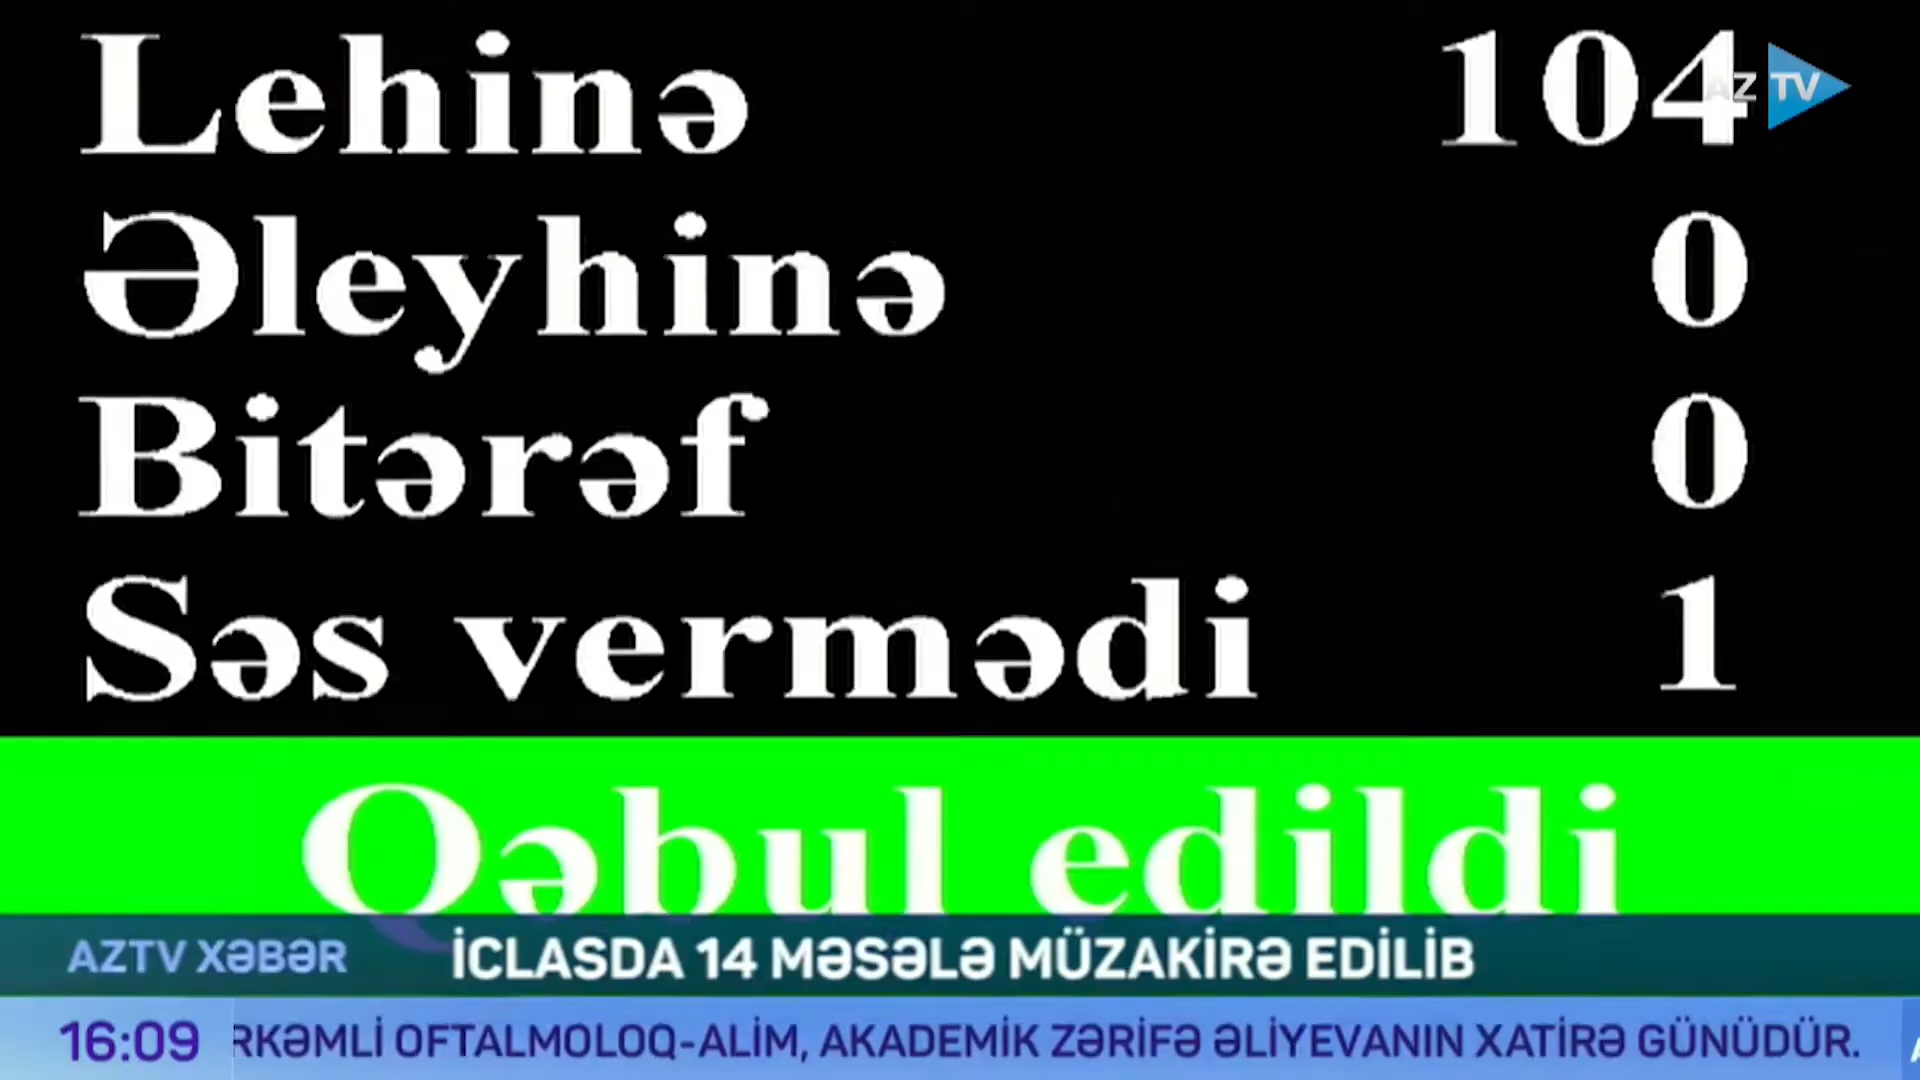 Lehinə 104
AZTV
Əleyhinə 0
Bitərəf 0
Səs vermədi 1
Qəbul edildi
AZTV XƏBƏR İCLASDA 14 MƏSƏLƏ MÜZAKİRƏ EDİLİB
16:09 RKƏMLİ OFTALMOLOQ-ALİM, AKADEMİK ZƏRİFƏ ƏLİYEVANIN XATİRƏ GÜNÜDÜR.